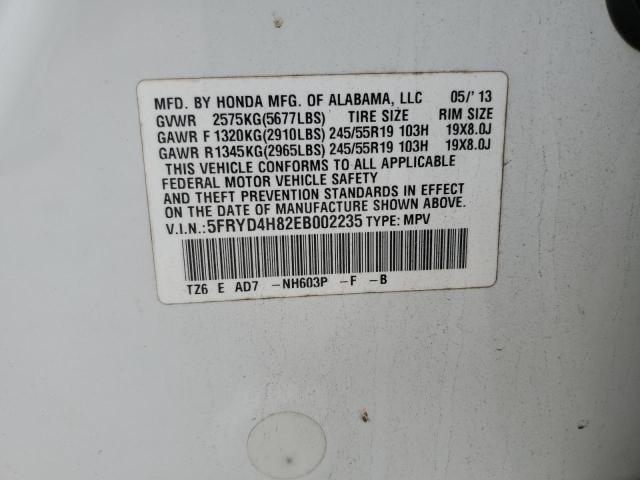 MFD. BY HONDA MFG. OF ALABAMA, LLC 05/'13
GVWR 2575KG(5677LBS) TIRE SIZE RIM SIZE
GAWR F 1320KG(2910LBS) 245/55R19 103H 19X8.0J
GAWR R1345KG(2965LBS) 245/55R19 103H 19X8.0J
THIS VEHICLE CONFORMS TO ALL APPLICABLE
FEDERAL MOTOR VEHICLE SAFETY
AND THEFT PREVENTION STANDARDS IN EFFECT
ON THE DATE OF MANUFACTURE SHOWN ABOVE.
V.I.N.:5FRYD4H82EB002235 TYPE: MPV
TZ6 E AD7 -NH603P -F -B